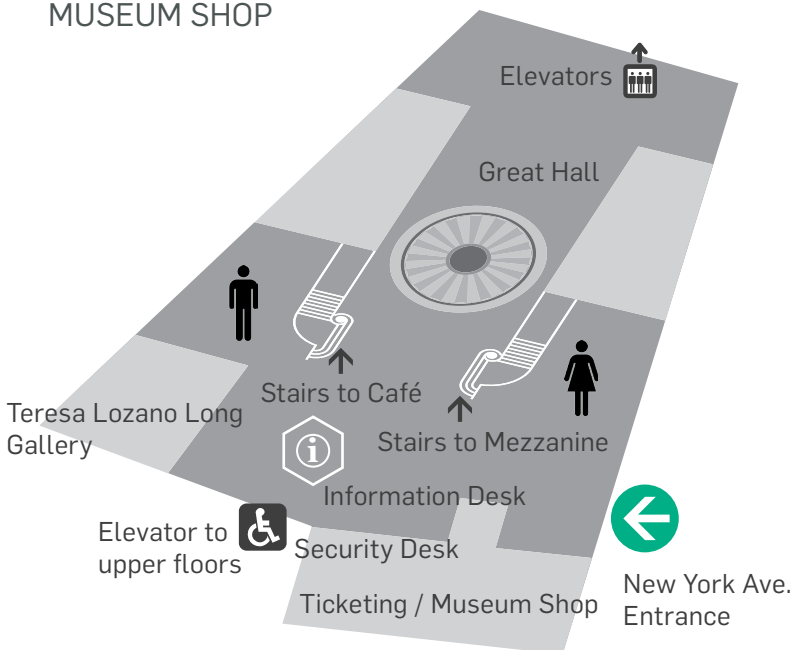 MUSEUM SHOP
Elevators
Great Hall
Stairs to Café
Teresa Lozano Long
Gallery
Stairs to Mezzanine
i
Information Desk
Elevator to
upper floors
Security Desk
New York Ave.
Entrance
Ticketing / Museum Shop